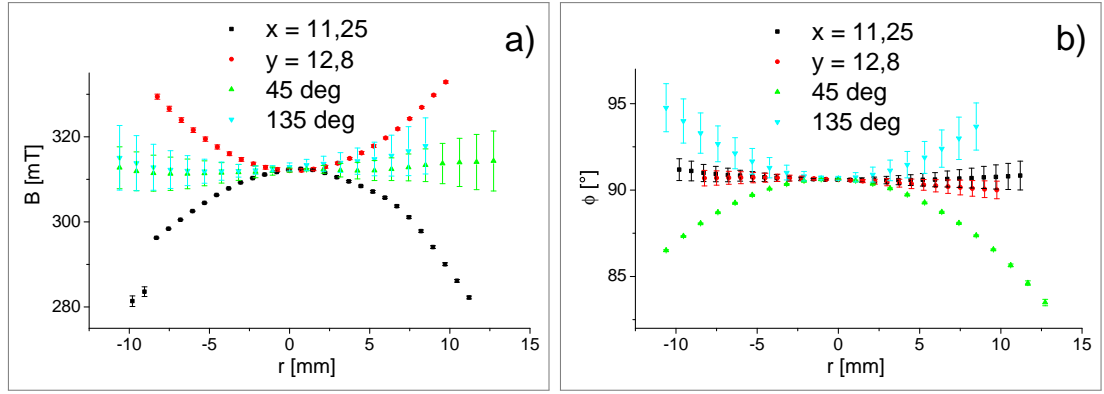 a)
x = 11,25
y = 12,8
45 deg
135 deg
B [mT]
320
310
300
280
-10
-5
0
5
10
15
r [mm]
b)
x = 11,25
y = 12,8
45 deg
135 deg
ϕ [°]
95
90
85
-10
-5
0
5
10
15
r [mm]